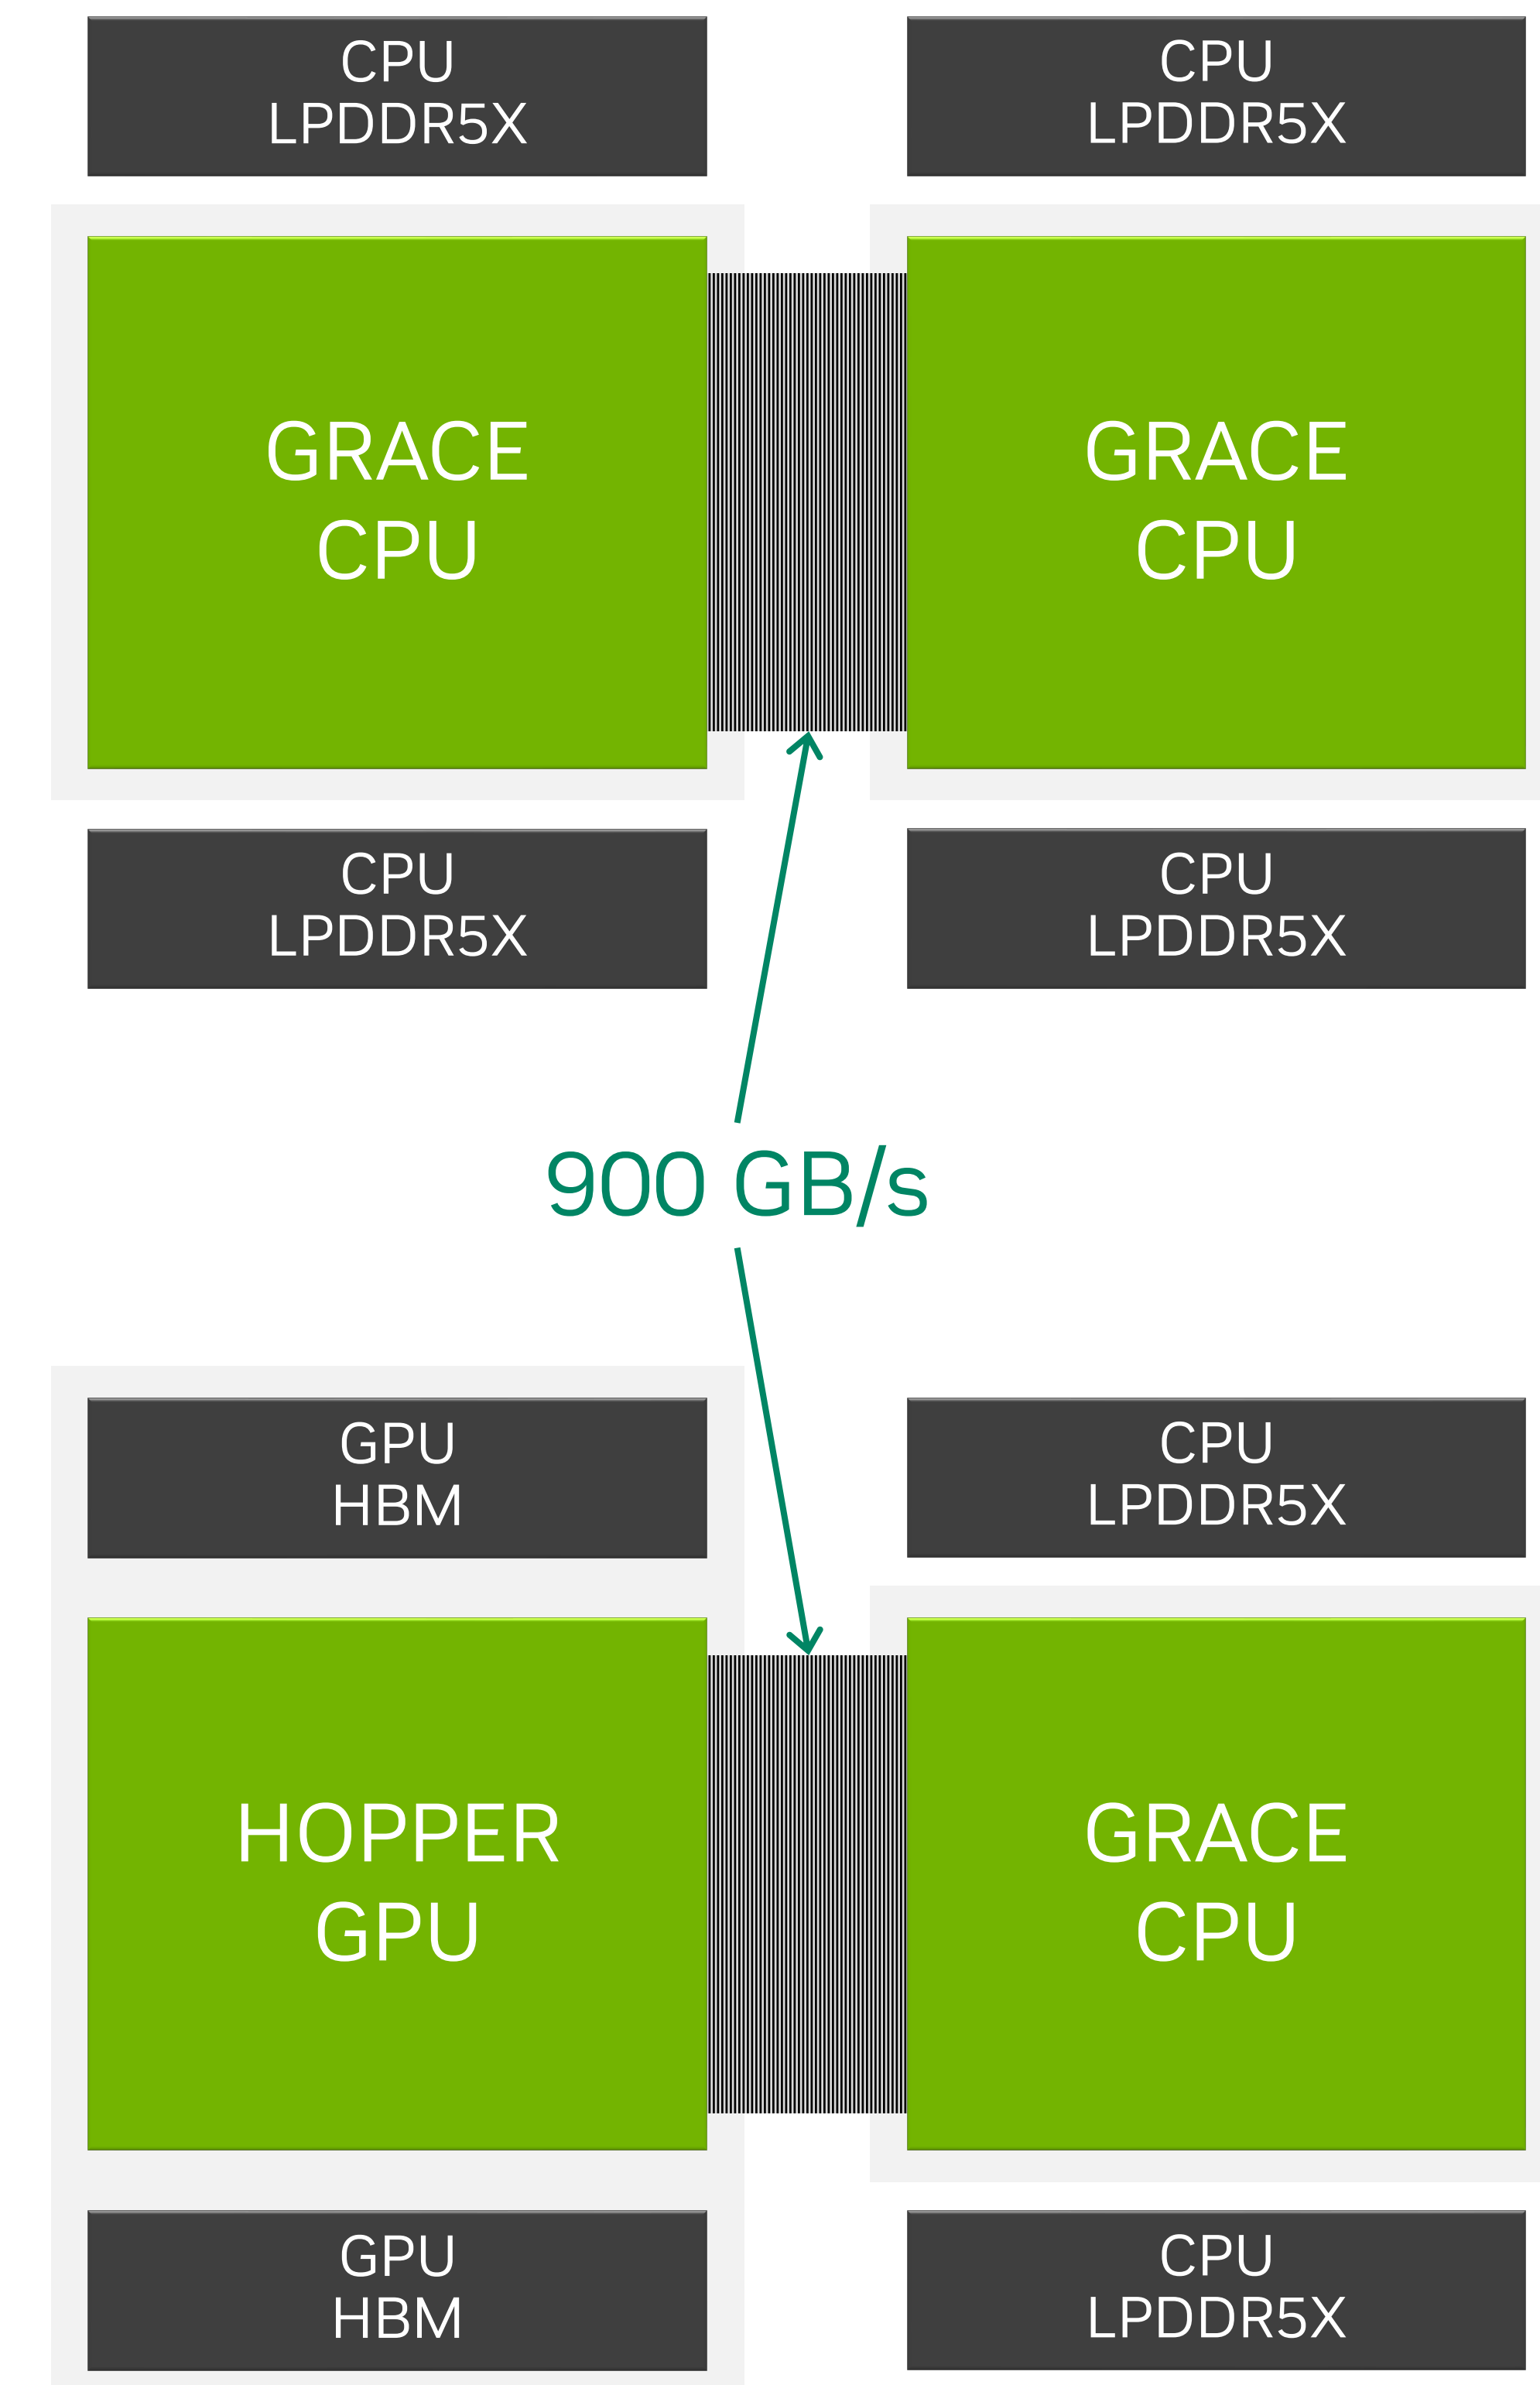 CPU
LPDDR5X
CPU
LPDDR5X
GRACE
CPU
GRACE
CPU
CPU
LPDDR5X
CPU
LPDDR5X
900 GB/s
GPU
HBM
CPU
LPDDR5X
HOPPER
GPU
GRACE
CPU
GPU
HBM
CPU
LPDDR5X